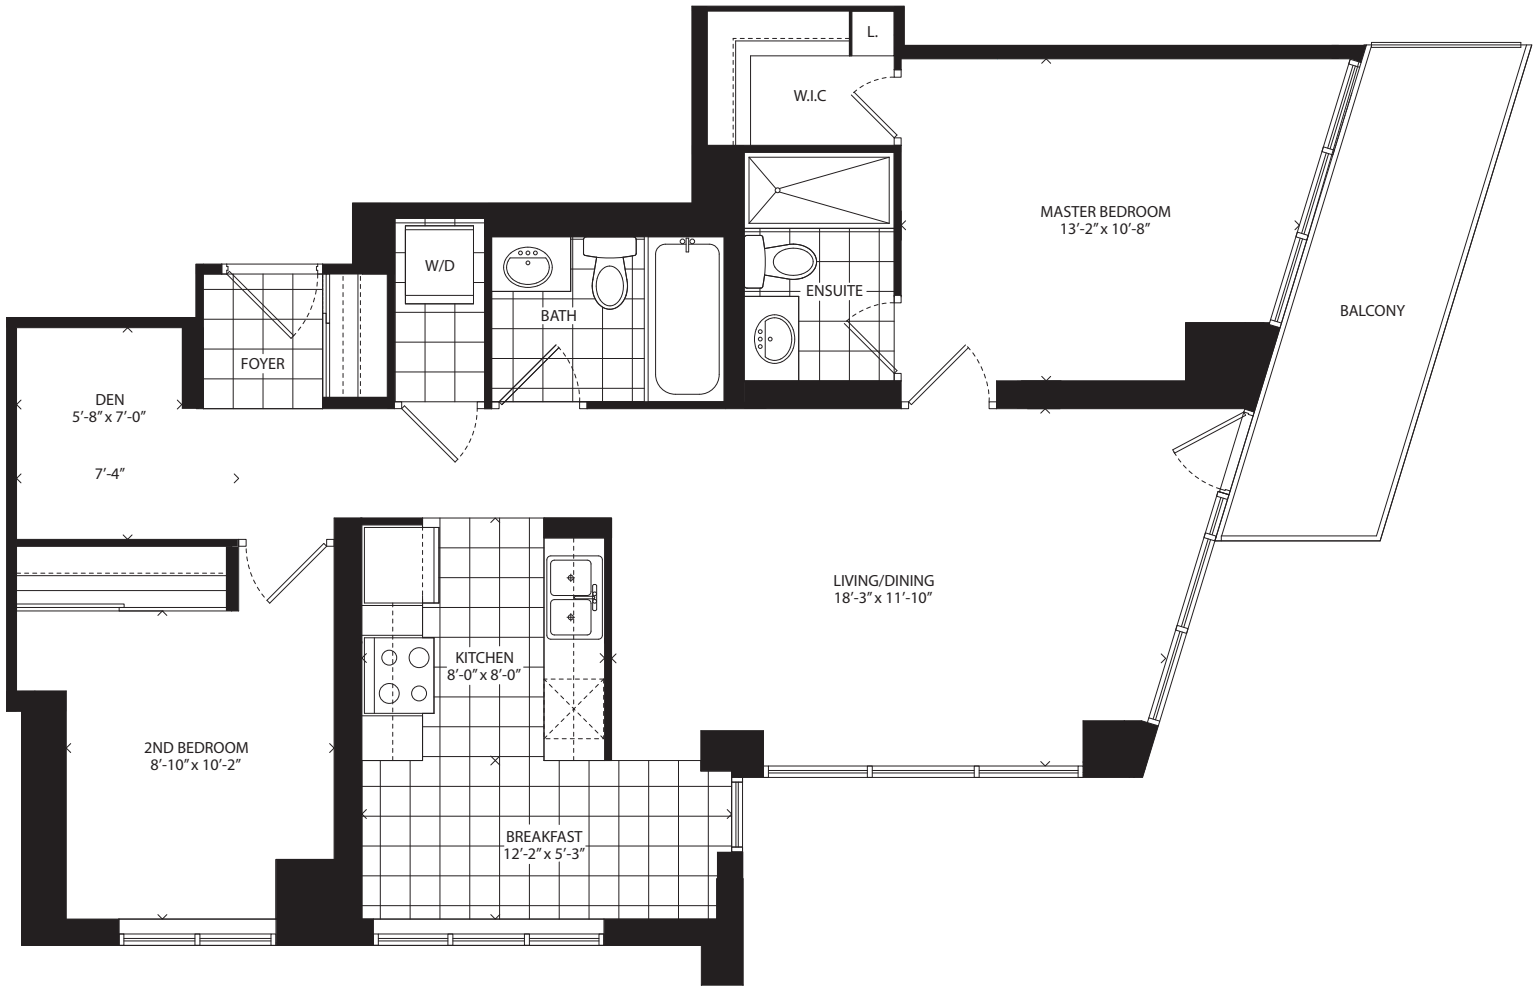 L.
W.I.C
MASTER BEDROOM
13'-2" x 10'-8"
W/D
ENSUITE
BALCONY
BATH
FOYER
DEN
5'-8" x 7'-0"
7'-4"
LIVING/DINING
18'-3" x 11'-10"
KITCHEN
8'-0" x 8'-0"
2ND BEDROOM
8'-10" x 10'-2"
BREAKFAST
12'-2" x 5'-3"